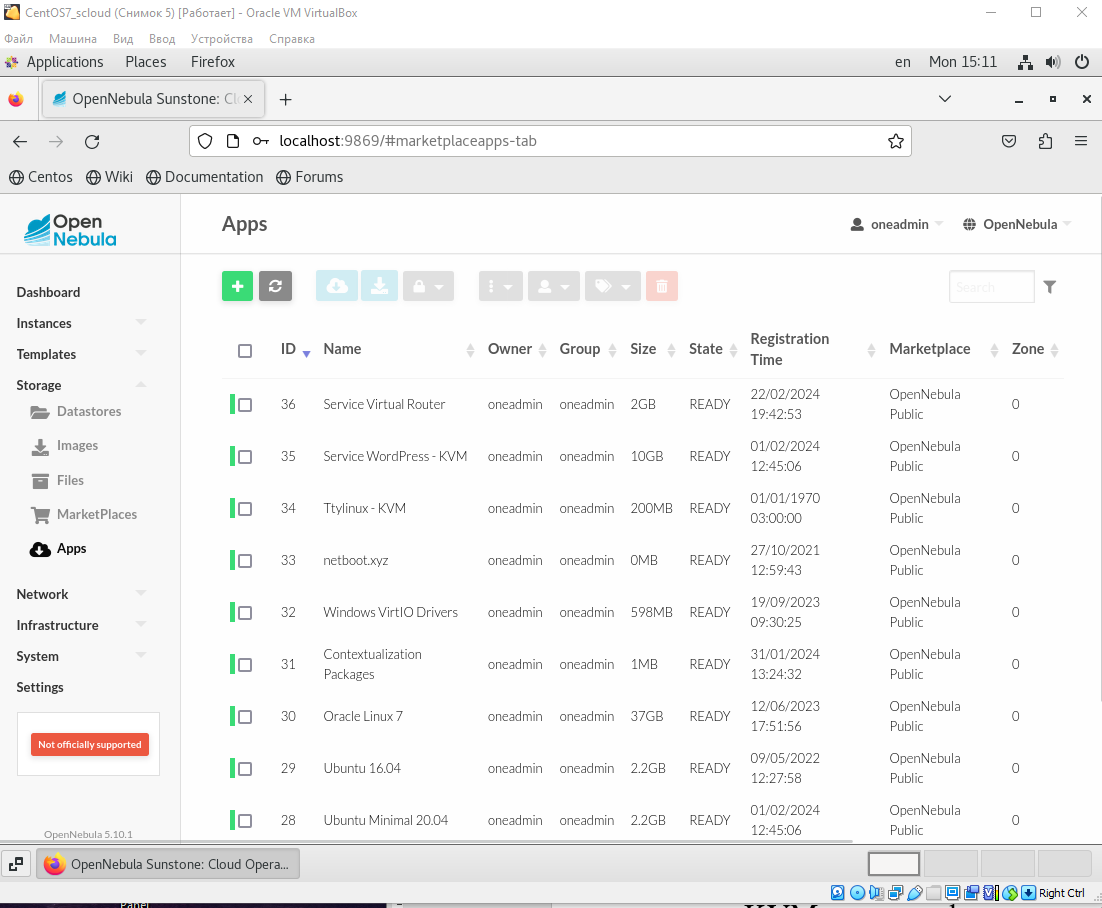 CentOS7_scloud (Снимок 5) [Работает] - Oracle VM VirtualBox
Файл Машина Вид Ввод Устройства Справка
Applications Places Firefox en Mon 15:11
OpenNebula Sunstone: Cl
localhost:9869/#marketplaceapps-tab
Centos Wiki Documentation Forums
Open
Nebula
Apps
oneadmin OpenNebula
Dashboard
Instances
Templates
Storage
Datastores
Images
Files
MarketPlaces
Apps
Network
Infrastructure
System
Settings
Not officially supported
OpenNebula 5.10.1
Search
ID Name Owner Group Size State Registration Time Marketplace Zone
36 Service Virtual Router oneadmin oneadmin 2GB READY 22/02/2024 19:42:53 OpenNebula Public 0
35 Service WordPress - KVM oneadmin oneadmin 10GB READY 01/02/2024 12:45:06 OpenNebula Public 0
34 Ttylinux - KVM oneadmin oneadmin 200MB READY 01/01/1970 03:00:00 OpenNebula Public 0
33 netboot.xyz oneadmin oneadmin 0MB READY 27/10/2021 12:59:43 OpenNebula Public 0
32 Windows VirtIO Drivers oneadmin oneadmin 598MB READY 19/09/2023 09:30:25 OpenNebula Public 0
31 Contextualization Packages oneadmin oneadmin 1MB READY 31/01/2024 13:24:32 OpenNebula Public 0
30 Oracle Linux 7 oneadmin oneadmin 37GB READY 12/06/2023 17:51:56 OpenNebula Public 0
29 Ubuntu 16.04 oneadmin oneadmin 2.2GB READY 09/05/2022 12:27:58 OpenNebula Public 0
28 Ubuntu Minimal 20.04 oneadmin oneadmin 2.2GB READY 01/02/2024 12:45:06 OpenNebula Public 0
OpenNebula Sunstone: Cloud Opera...
Right Ctrl
Panel